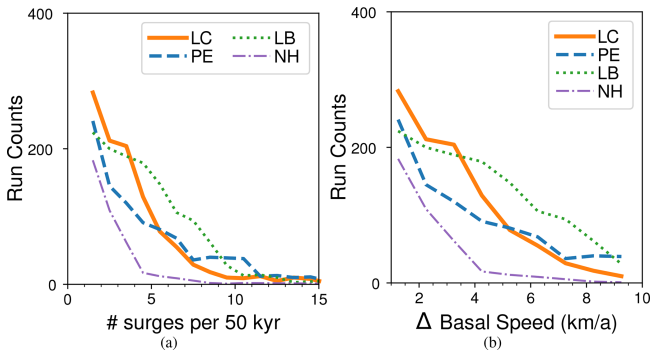 400
200
0
Run Counts
LC
PE
LB
NH
0
5
10
15
# surges per 50 kyr
(a)
400
200
0
Run Counts
LC
PE
LB
NH
2
4
6
8
10
Δ Basal Speed (km/a)
(b)